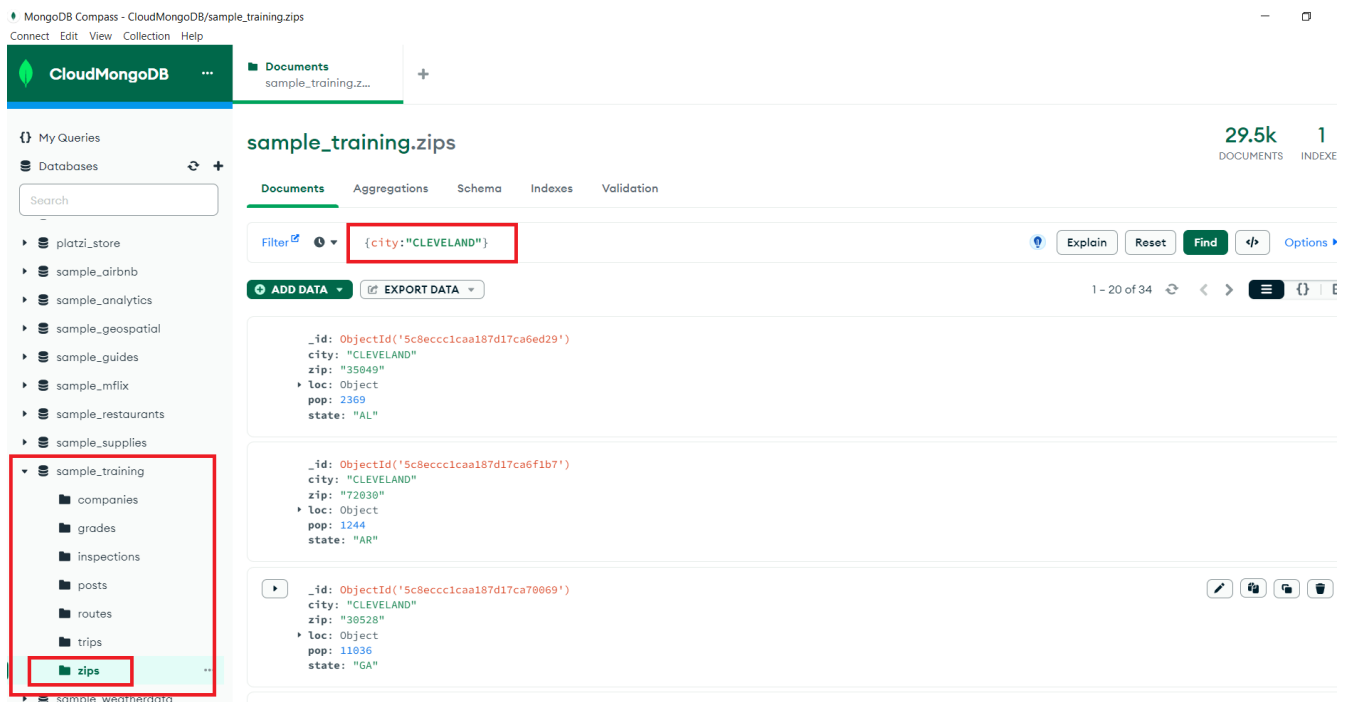 MongoDB Compass - CloudMongoDB/sample_training.zips
Connect Edit View Collection Help
CloudMongoDB
Documents
sample_training.z...
{} My Queries
Databases
Search
platzi_store
sample_airbnb
sample_analytics
sample_geospatial
sample_guides
sample_mflix
sample_restaurants
sample_supplies
sample_training
companies
grades
inspections
posts
routes
trips
zips
sample_weatherdata
sample_training.zips
29.5k 1
DOCUMENTS INDEXE
Documents Aggregations Schema Indexes Validation
Filter {city:"CLEVELAND"} Explain Reset Find </> Options
ADD DATA EXPORT DATA 1 – 20 of 34 {}
_id: ObjectId('5c8eccc1caa187d17ca6ed29')
city: "CLEVELAND"
zip: "35049"
loc: Object
pop: 2369
state: "AL"
_id: ObjectId('5c8eccc1caa187d17ca6f1b7')
city: "CLEVELAND"
zip: "72030"
loc: Object
pop: 1244
state: "AR"
_id: ObjectId('5c8eccc1caa187d17ca70069')
city: "CLEVELAND"
zip: "30528"
loc: Object
pop: 11036
state: "GA"